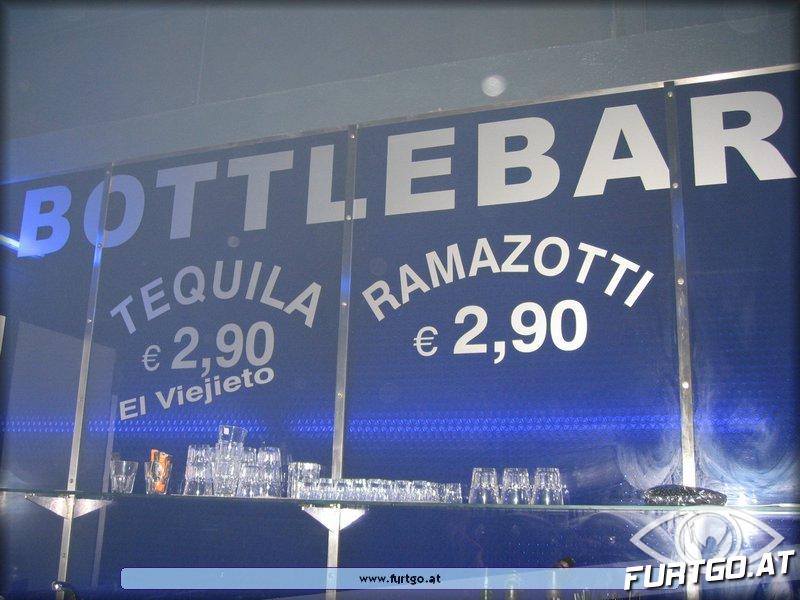 BOTTLEBAR
TEQUILA
€ 2,90
El Viejieto
RAMAZOTTI
€ 2,90
www.furtgo.at
FURTGO.AT